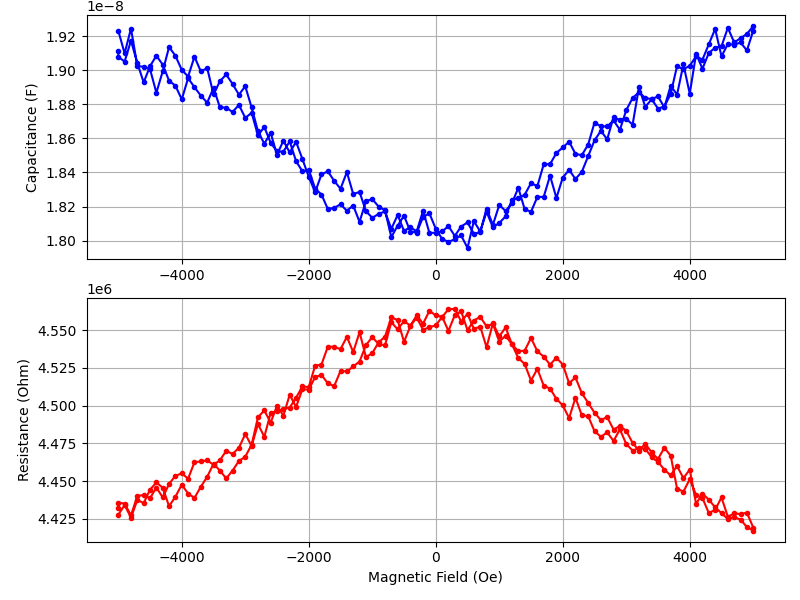 1e−8
1.92
1.90
1.88
1.86
1.84
1.82
1.80
Capacitance (F)
−4000 −2000 0 2000 4000
1e6
4.550
4.525
4.500
4.475
4.450
4.425
Resistance (Ohm)
−4000 −2000 0 2000 4000
Magnetic Field (Oe)